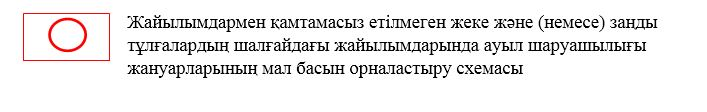 Жайылымдармен қамтамасыз етілмеген жеке және (немесе) заңды
тұлғалардың шалғайдағы жайылымдарында ауыл шаруашылығы
жануарларының мал басын орналастыру схемасы